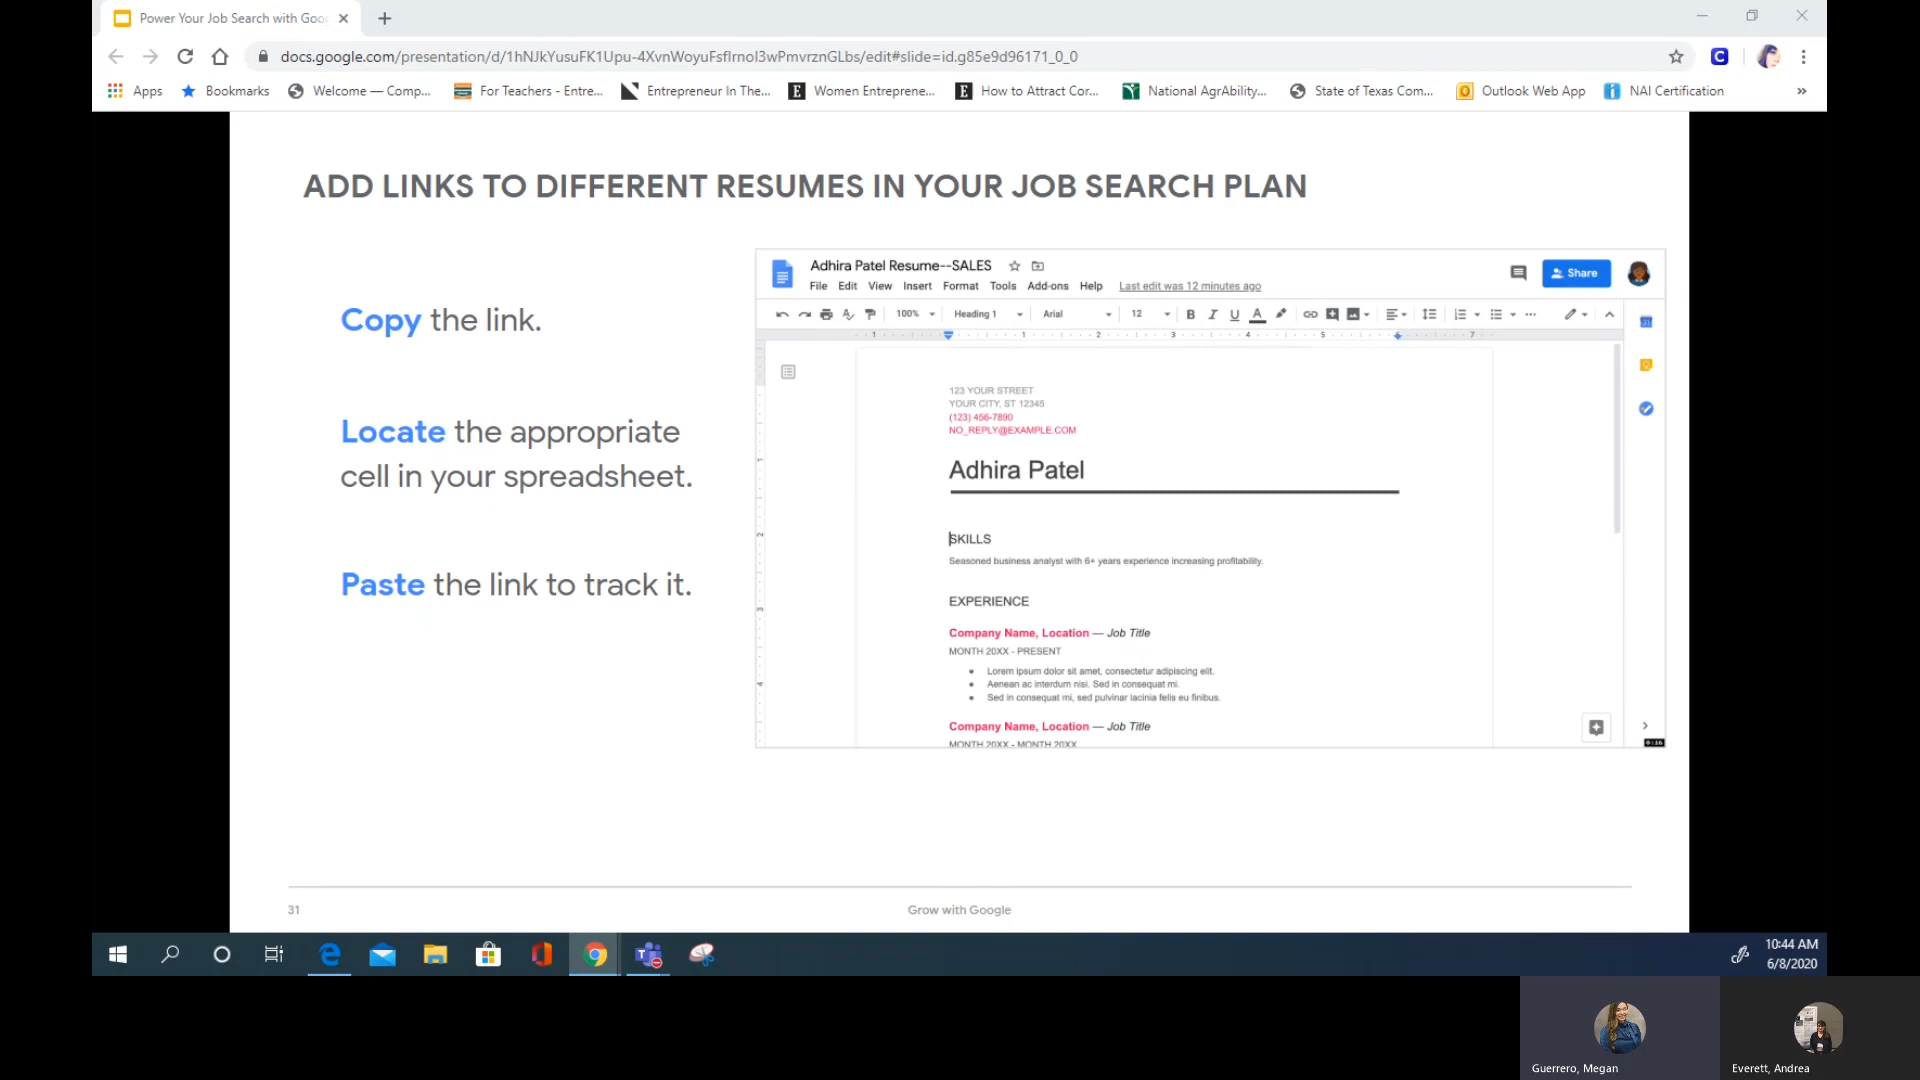 Power Your Job Search with Goo
docs.google.com/presentation/d/1hNJkYusuFK1Upu-4XvnWoyuFsflrnol3wPmvrznGLbs/edit#slide=id.g85e9d96171_0_0
Apps Bookmarks Welcome — Comp... For Teachers - Entre... Entrepreneur In The... Women Entreprene... How to Attract Cor... National AgrAbility... State of Texas Com... Outlook Web App NAI Certification
ADD LINKS TO DIFFERENT RESUMES IN YOUR JOB SEARCH PLAN
Copy the link.
Locate the appropriate
cell in your spreadsheet.
Paste the link to track it.
Adhira Patel Resume--SALES
Share
File Edit View Insert Format Tools Add-ons Help Last edit was 12 minutes ago
100% Heading 1 Arial 12 B I U A
1 1 2 3 4 5 7
123 YOUR STREET
YOUR CITY, ST 12345
(123) 456-7890
NO_REPLY@EXAMPLE.COM
Adhira Patel
SKILLS
Seasoned business analyst with 6+ years experience increasing profitability.
EXPERIENCE
Company Name, Location — Job Title
MONTH 20XX - PRESENT
Lorem ipsum dolor sit amet, consectetur adipiscing elit.
Aenean ac interdum nisi. Sed in consequat mi.
Sed in consequat mi, sed pulvinar lacinia felis eu finibus.
Company Name, Location — Job Title
MONTH 20XX - MONTH 20XX
0:16
31
Grow with Google
10:44 AM
6/8/2020
Guerrero, Megan
Everett, Andrea